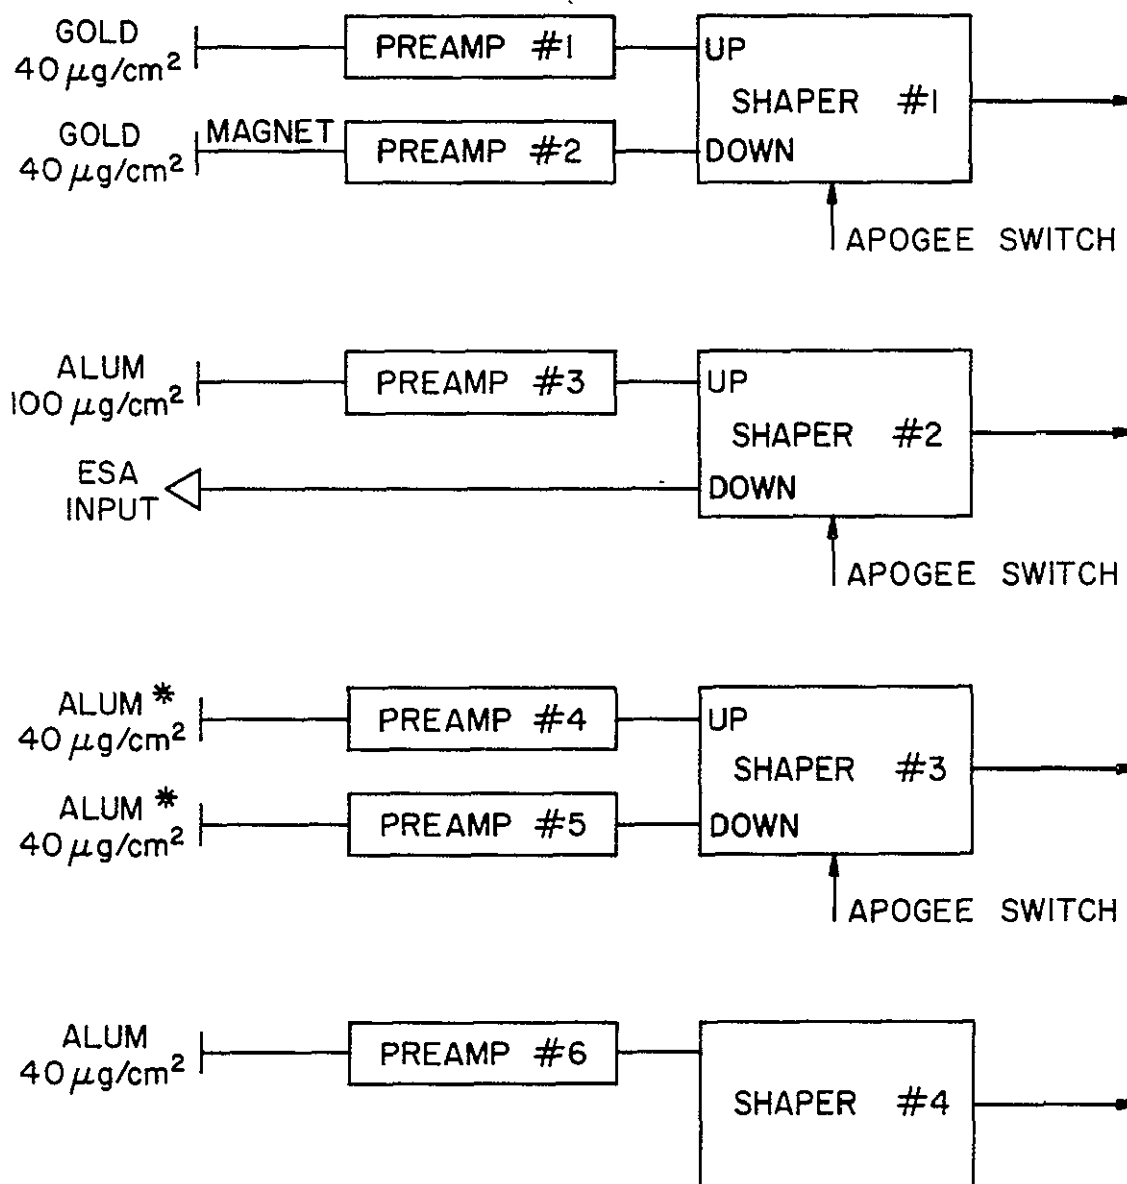 GOLD
40 μg/cm²
PREAMP #1
UP
SHAPER #1
GOLD
40 μg/cm²
MAGNET
PREAMP #2
DOWN
APOGEE SWITCH
ALUM
100 μg/cm²
PREAMP #3
UP
SHAPER #2
ESA
INPUT
DOWN
APOGEE SWITCH
ALUM *
40 μg/cm²
PREAMP #4
UP
SHAPER #3
ALUM *
40 μg/cm²
PREAMP #5
DOWN
APOGEE SWITCH
ALUM
40 μg/cm²
PREAMP #6
SHAPER #4